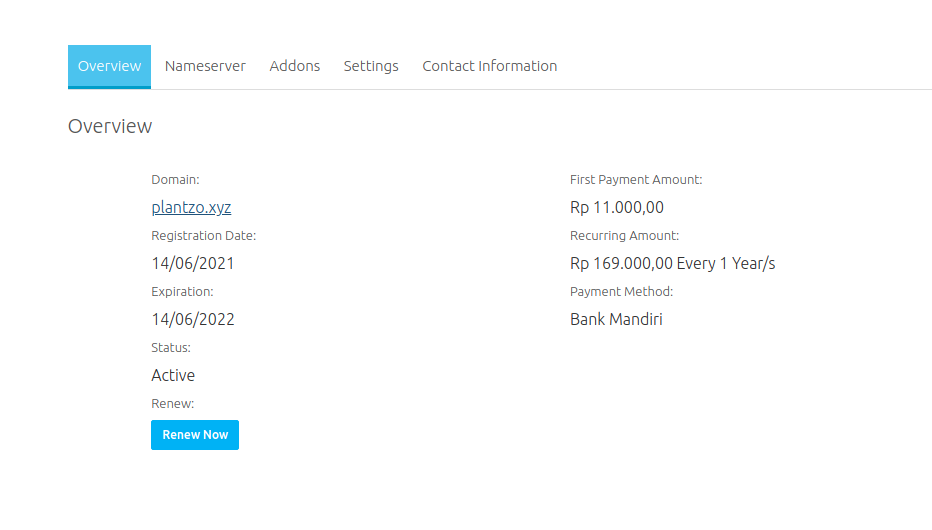 Overview Nameserver Addons Settings Contact Information
Overview
Domain:
plantzo.xyz
Registration Date:
14/06/2021
Expiration:
14/06/2022
Status:
Active
Renew:
Renew Now
First Payment Amount:
Rp 11.000,00
Recurring Amount:
Rp 169.000,00 Every 1 Year/s
Payment Method:
Bank Mandiri